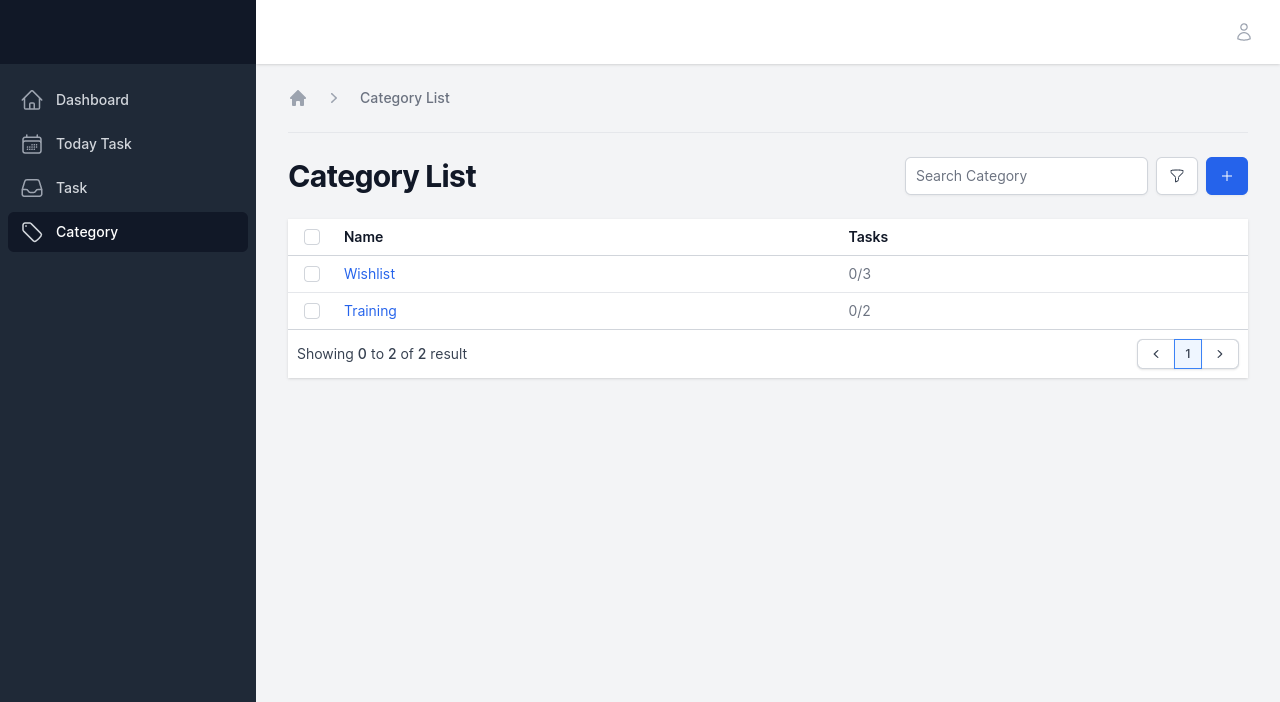 Dashboard
Today Task
Task
Category
Category List
Category List
Search Category
Name Tasks
Wishlist 0/3
Training 0/2
Showing 0 to 2 of 2 result
1